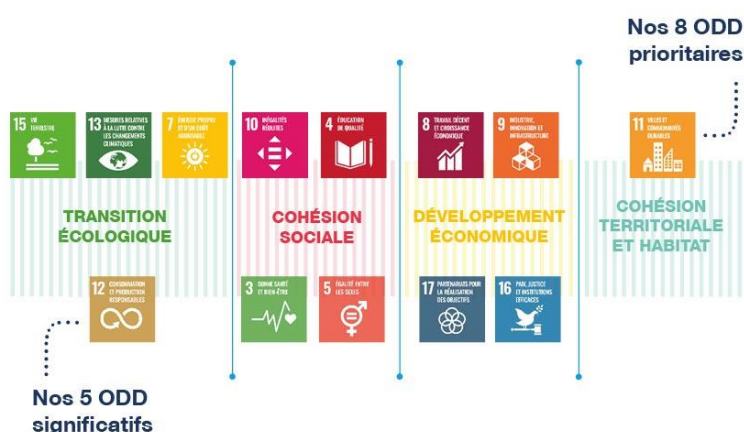 Nos 8 ODD
prioritaires
15 VIE
TERRESTRE
13 MESURES RELATIVES
À LA LUTTE CONTRE
LES CHANGEMENTS
CLIMATIQUES
7 ÉNERGIE PROPRE
ET D'UN COÛT
ABORDABLE
10 INÉGALITÉS
RÉDUITES
4 ÉDUCATION
DE QUALITÉ
8 TRAVAIL DÉCENT
ET CROISSANCE
ÉCONOMIQUE
9 INDUSTRIE,
INNOVATION ET
INFRASTRUCTURE
11 VILLES ET
COMMUNAUTÉS
DURABLES
TRANSITION
ÉCOLOGIQUE
COHÉSION
SOCIALE
DÉVELOPPEMENT
ÉCONOMIQUE
COHÉSION
TERRITORIALE
ET HABITAT
12 CONSOMMATION
ET PRODUCTION
RESPONSABLES
3 BONNE SANTÉ
ET BIEN-ÊTRE
5 ÉGALITÉ ENTRE
LES SEXES
17 PARTENARIATS POUR
LA RÉALISATION
DES OBJECTIFS
16 PAIX, JUSTICE
ET INSTITUTIONS
EFFICACES
Nos 5 ODD
significatifs